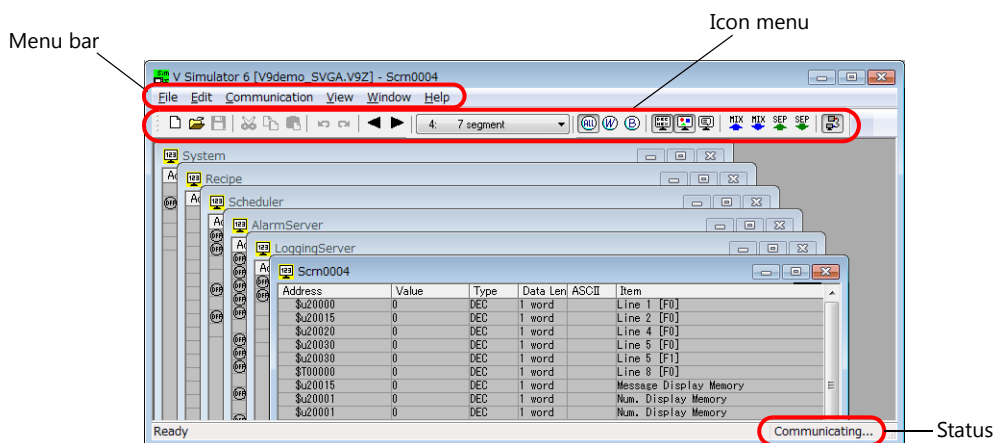 Icon menu
Menu bar
V Simulator 6 [V9demo_SVGA.V9Z] - Scrn0004
File Edit Communication View Window Help
4: 7 segment ALL W B MIX MIX SEP SEP
System
Recipe
Scheduler
AlarmServer
LoggingServer
Scrn0004
Address Value Type Data Len ASCII Item
$u20000 0 DEC 1 word Line 1 [F0]
$u20015 0 DEC 1 word Line 2 [F0]
$u20020 0 DEC 1 word Line 4 [F0]
$u20030 0 DEC 1 word Line 5 [F0]
$u20030 0 DEC 1 word Line 5 [F1]
$T00000 0 DEC 1 word Line 8 [F0]
$u20015 0 DEC 1 word Message Display Memory
$u20001 0 DEC 1 word Num. Display Memory
$u20001 0 DEC 1 word Num. Display Memory
Ready Communicating... Status